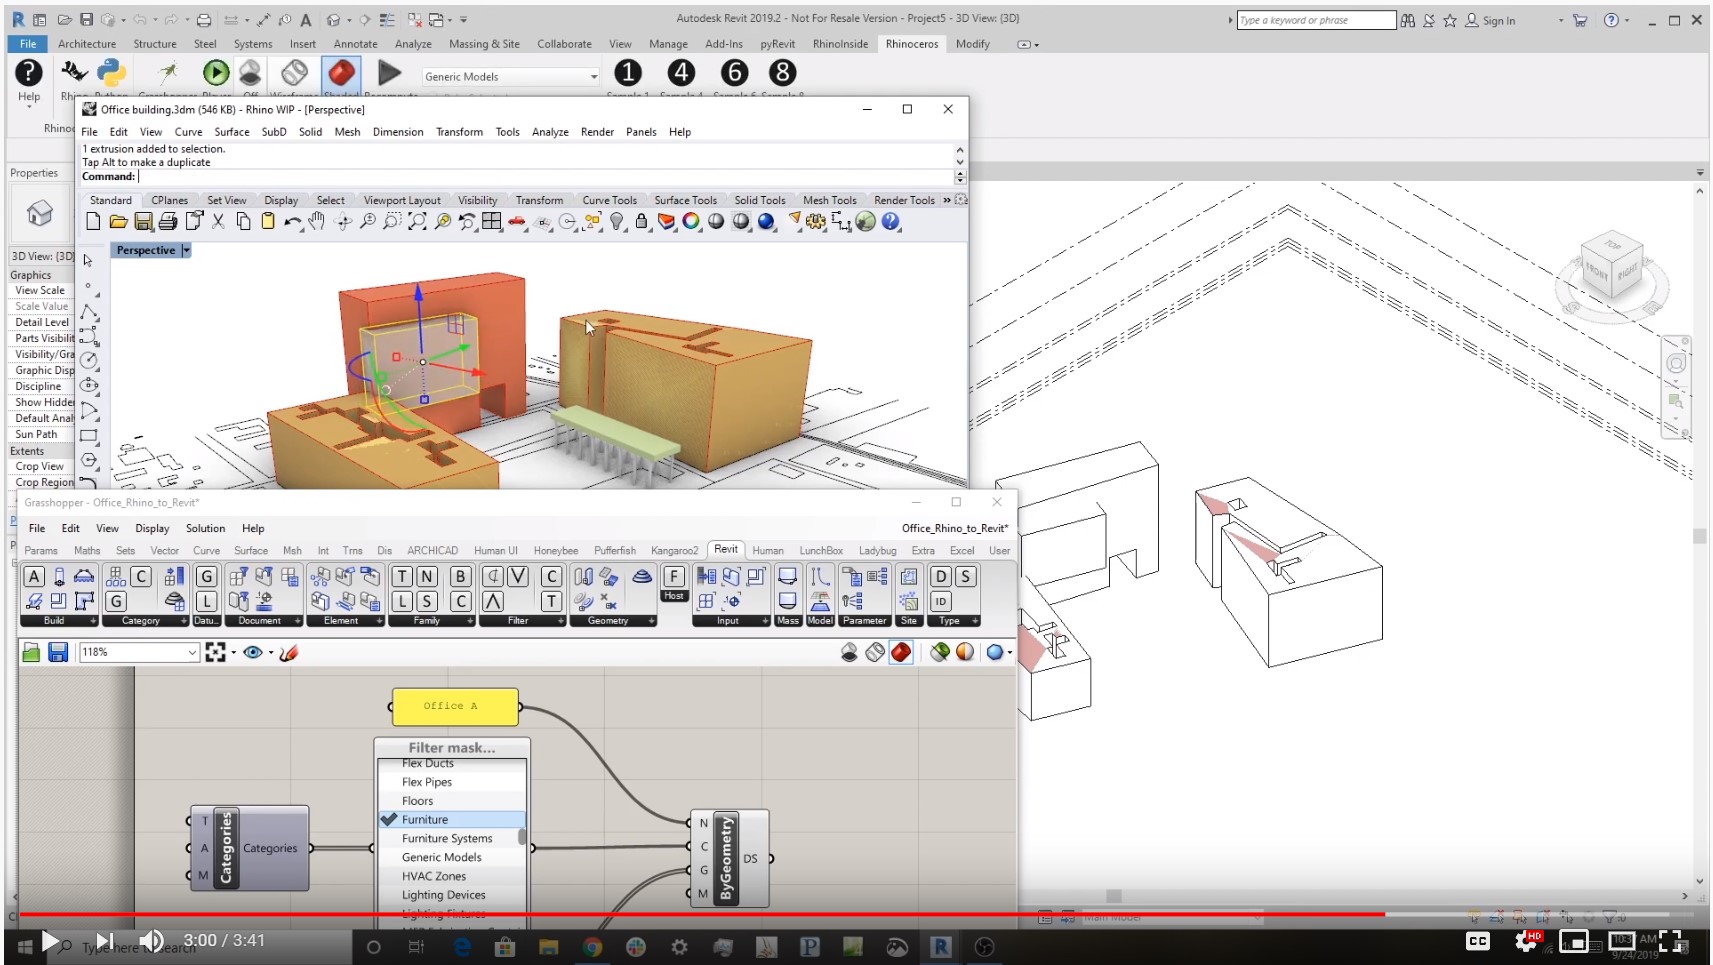 Autodesk Revit 2019.2 - Not For Resale Version - Project5 - 3D View: {3D}
Type a keyword or phrase
Sign In
File Architecture Structure Steel Systems Insert Annotate Analyze Massing & Site Collaborate View Manage Add-Ins pyRevit RhinoInside Rhinoceros Modify
Generic Models
1 4 6 8
Help
Office building.3dm (546 KB) - Rhino WIP - [Perspective]
File Edit View Curve Surface SubD Solid Mesh Dimension Transform Tools Analyze Render Panels Help
1 extrusion added to selection.
Tap Alt to make a duplicate
Command:
Standard CPlanes Set View Display Select Viewport Layout Visibility Transform Curve Tools Surface Tools Solid Tools Mesh Tools Render Tools »
Perspective
Properties
3D View: {3D}
Graphics
View Scale
Scale Value
Detail Level
Parts Visibili
Visibility/Gra
Graphic Disp
Discipline
Show Hidden
Default Anal
Sun Path
Extents
Crop View
Crop Region
TOP
FRONT
RIGHT
Grasshopper - Office_Rhino_to_Revit*
File Edit View Display Solution Help
Office_Rhino_to_Revit*
Params Maths Sets Vector Curve Surface Msh Int Trns Dis ARCHICAD Human UI Honeybee Pufferfish Kangaroo2 Revit Human LunchBox Ladybug Extra Excel User
A C G T N B C F D S
G L L S C T Host ID
Build Category Datu... Document Element Family Filter Geometry Input Mass Model Parameter Site Type
118%
Office A
Filter mask...
Flex Ducts
Flex Pipes
Floors
Furniture
Furniture Systems
Generic Models
HVAC Zones
Lighting Devices
Lighting Fixtures
T
A
M
Categories
Categories
N
C
G
M
ByGeometry
DS
Main Model
3:00 / 3:41
Type here to search
CC
HD
9/24/2019